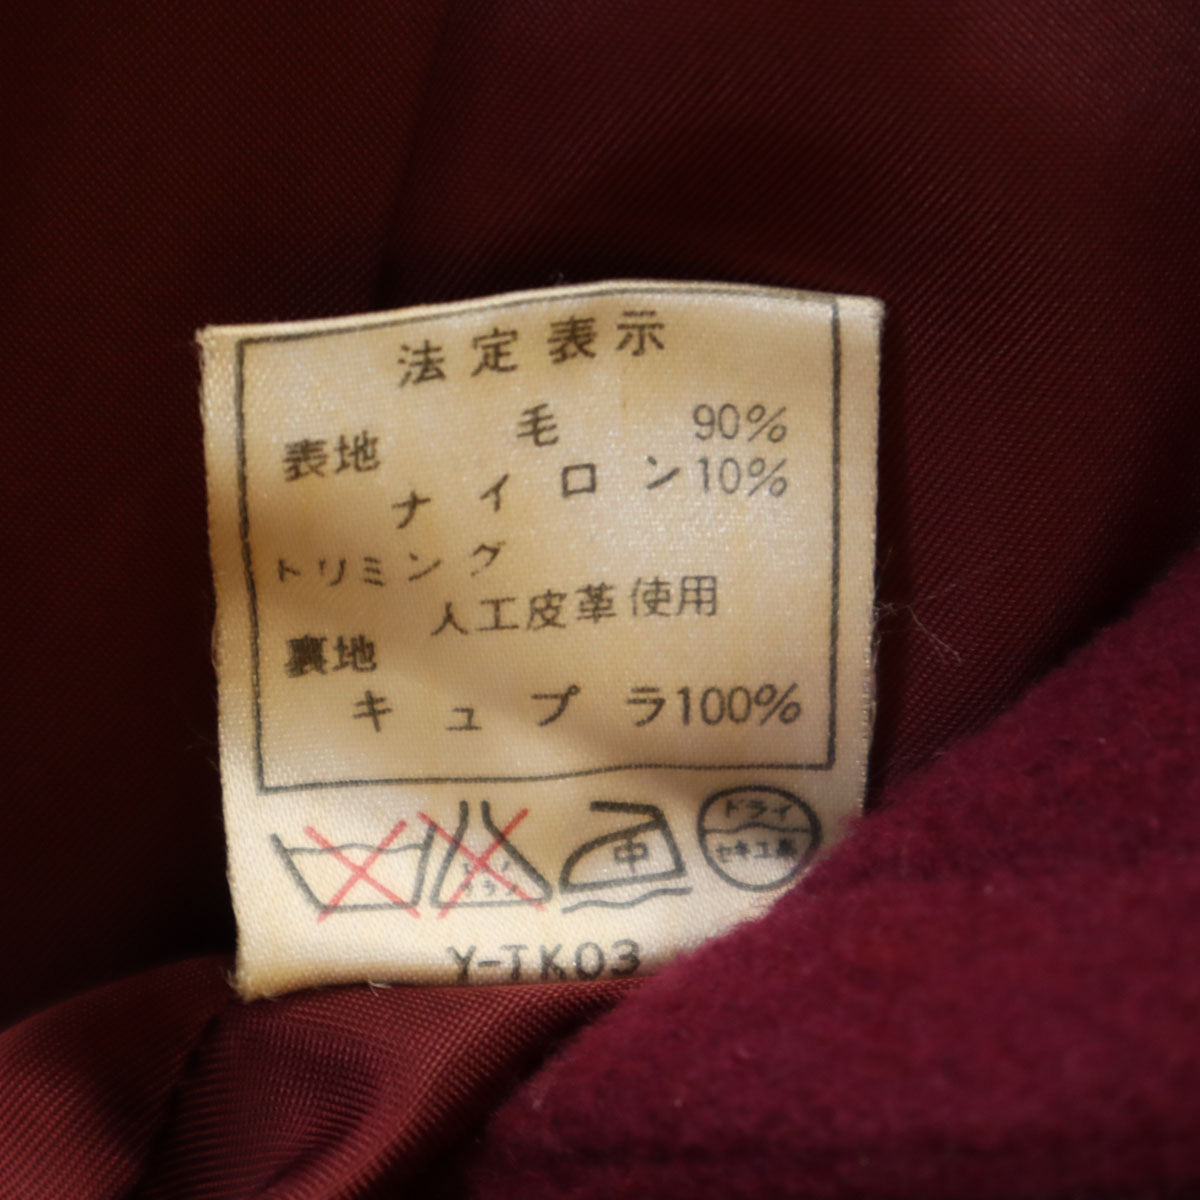 法定表示
表地 毛 90%
ナイロン10%
トリミング
人工皮革使用
裏地
キュプラ100%
中
ドライ
セキユ系
Y-TK03